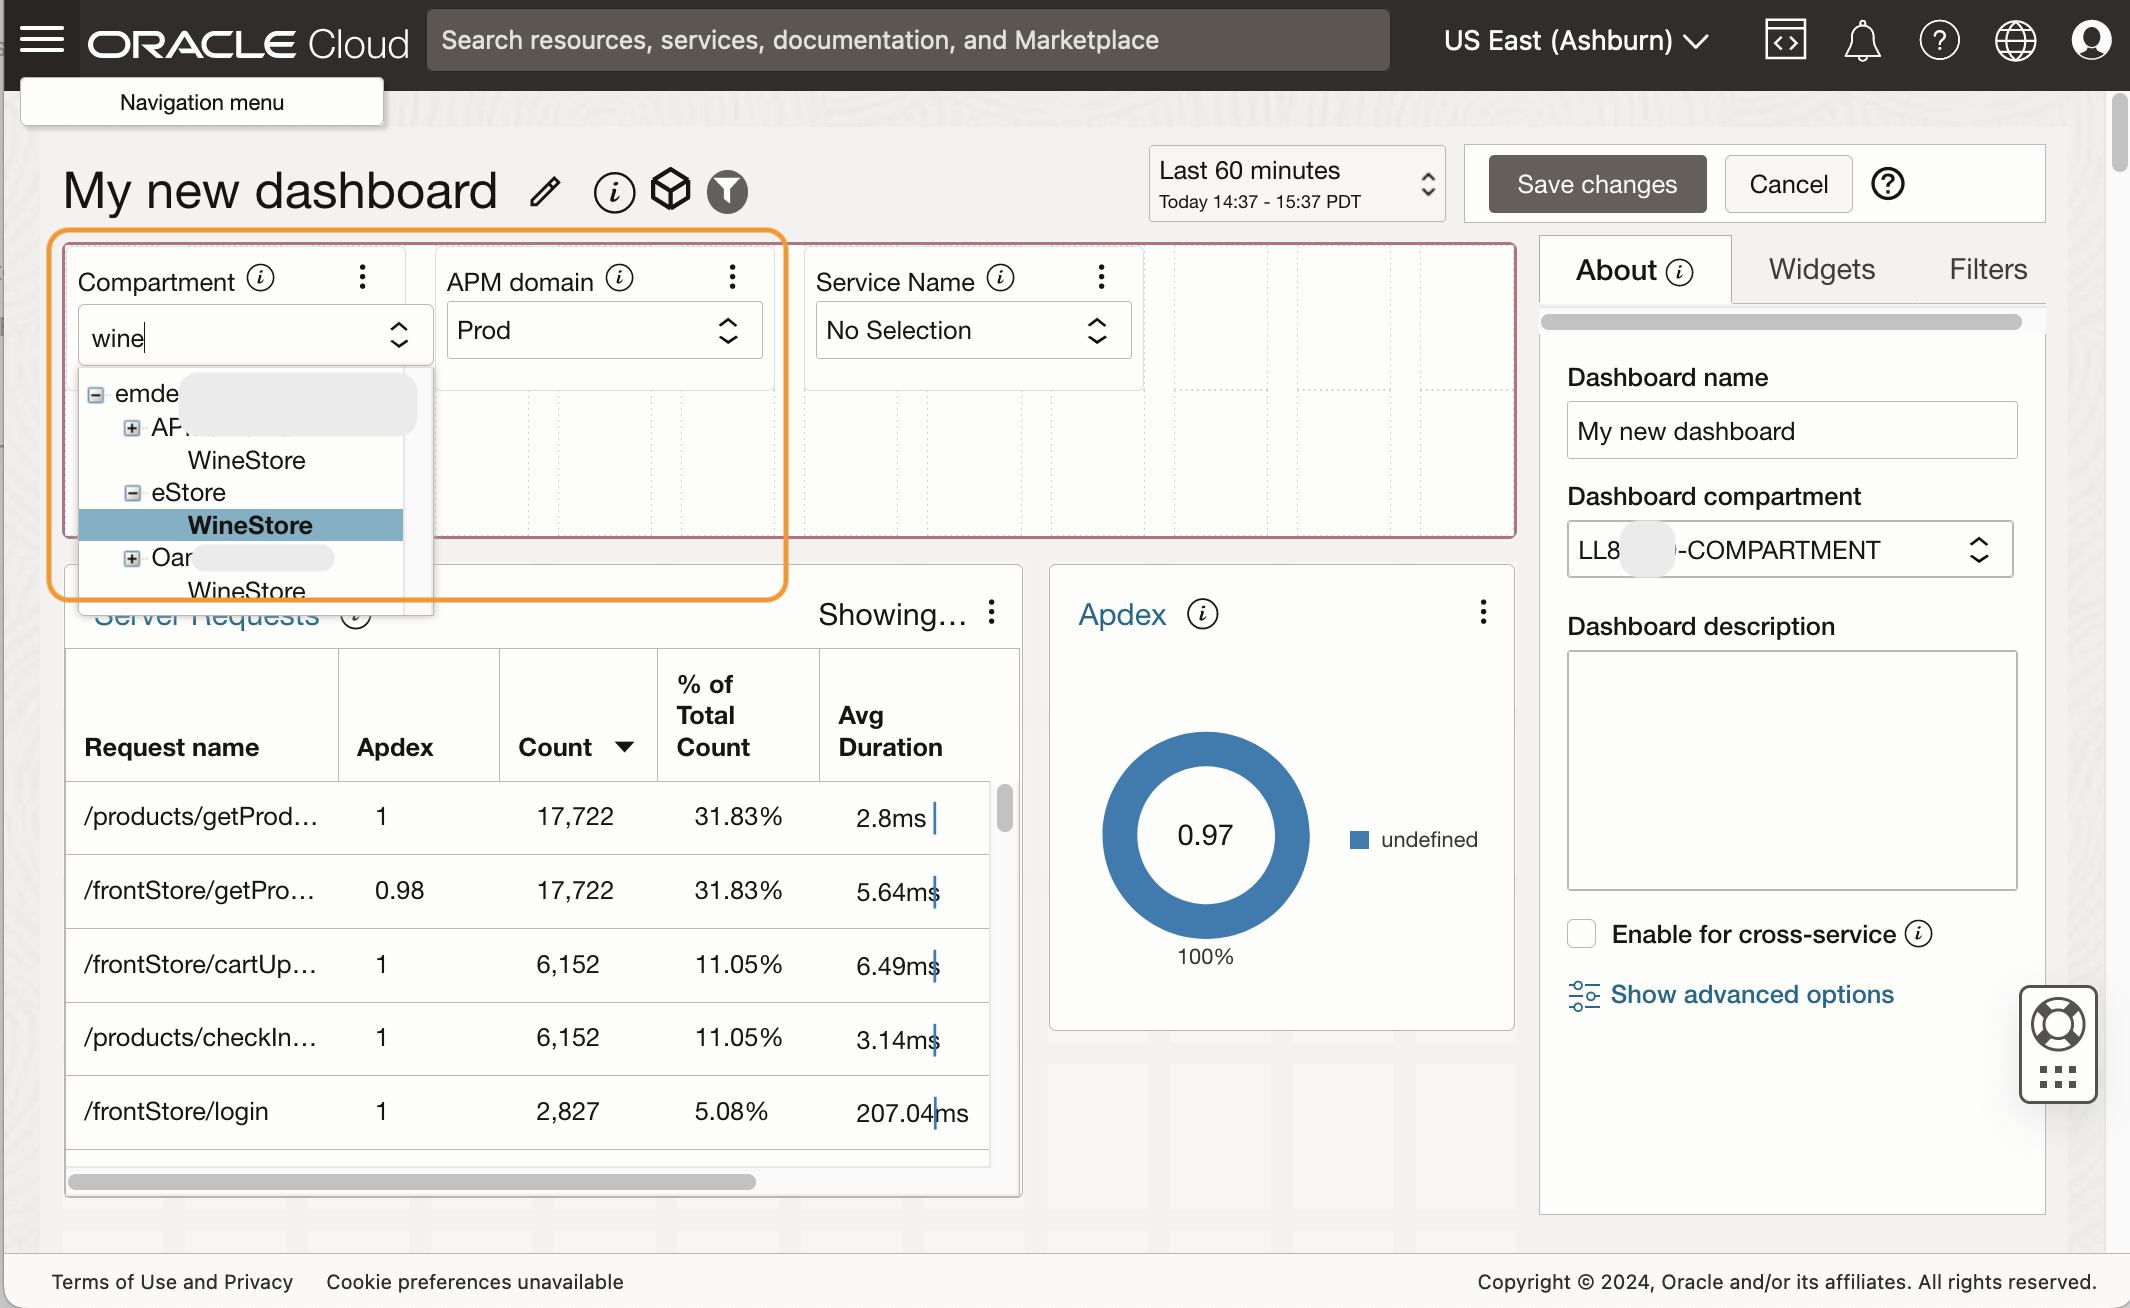 ORACLE Cloud
Search resources, services, documentation, and Marketplace
US East (Ashburn)
Navigation menu
My new dashboard
Last 60 minutes
Today 14:37 - 15:37 PDT
Save changes
Cancel
Compartment
APM domain
Service Name
wine
Prod
No Selection
emde
AP
WineStore
eStore
WineStore
Oar
WineStore
About
Widgets
Filters
Dashboard name
My new dashboard
Dashboard compartment
LL8 -COMPARTMENT
Dashboard description
Enable for cross-service
Show advanced options
Server Requests
Showing...
Request name
Apdex
Count
% of Total Count
Avg Duration
/products/getProd... 1 17,722 31.83% 2.8ms
/frontStore/getPro... 0.98 17,722 31.83% 5.64ms
/frontStore/cartUp... 1 6,152 11.05% 6.49ms
/products/checkIn... 1 6,152 11.05% 3.14ms
/frontStore/login 1 2,827 5.08% 207.04ms
Apdex
0.97
undefined
100%
Terms of Use and Privacy
Cookie preferences unavailable
Copyright © 2024, Oracle and/or its affiliates. All rights reserved.